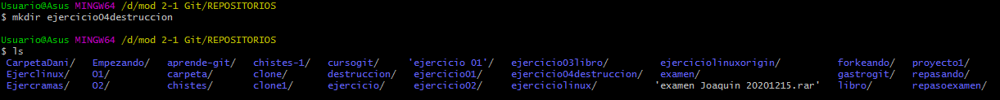 Usuario@Asus MINGW64 /d/mod 2-1 Git/REPOSITORIOS
$ mkdir ejercicio04destruccion
Usuario@Asus MINGW64 /d/mod 2-1 Git/REPOSITORIOS
$ ls
CarpetaDani/ Empezando/ aprende-git/ chistes-1/ cursogit/ 'ejercicio 01'/ ejercicio03libro/ ejerciciolinuxorigin/ forkeando/ proyecto1/
Ejerclinux/ O1/ carpeta/ clone/ destruccion/ ejercicio01/ ejercicio04destruccion/ examen/ gastrogit/ repasando/
Ejercramas/ O2/ chistes/ clone1/ ejercicio/ ejercicio02/ ejerciciolinux/ 'examen Joaquin 20201215.rar' libro/ repasoexamen/